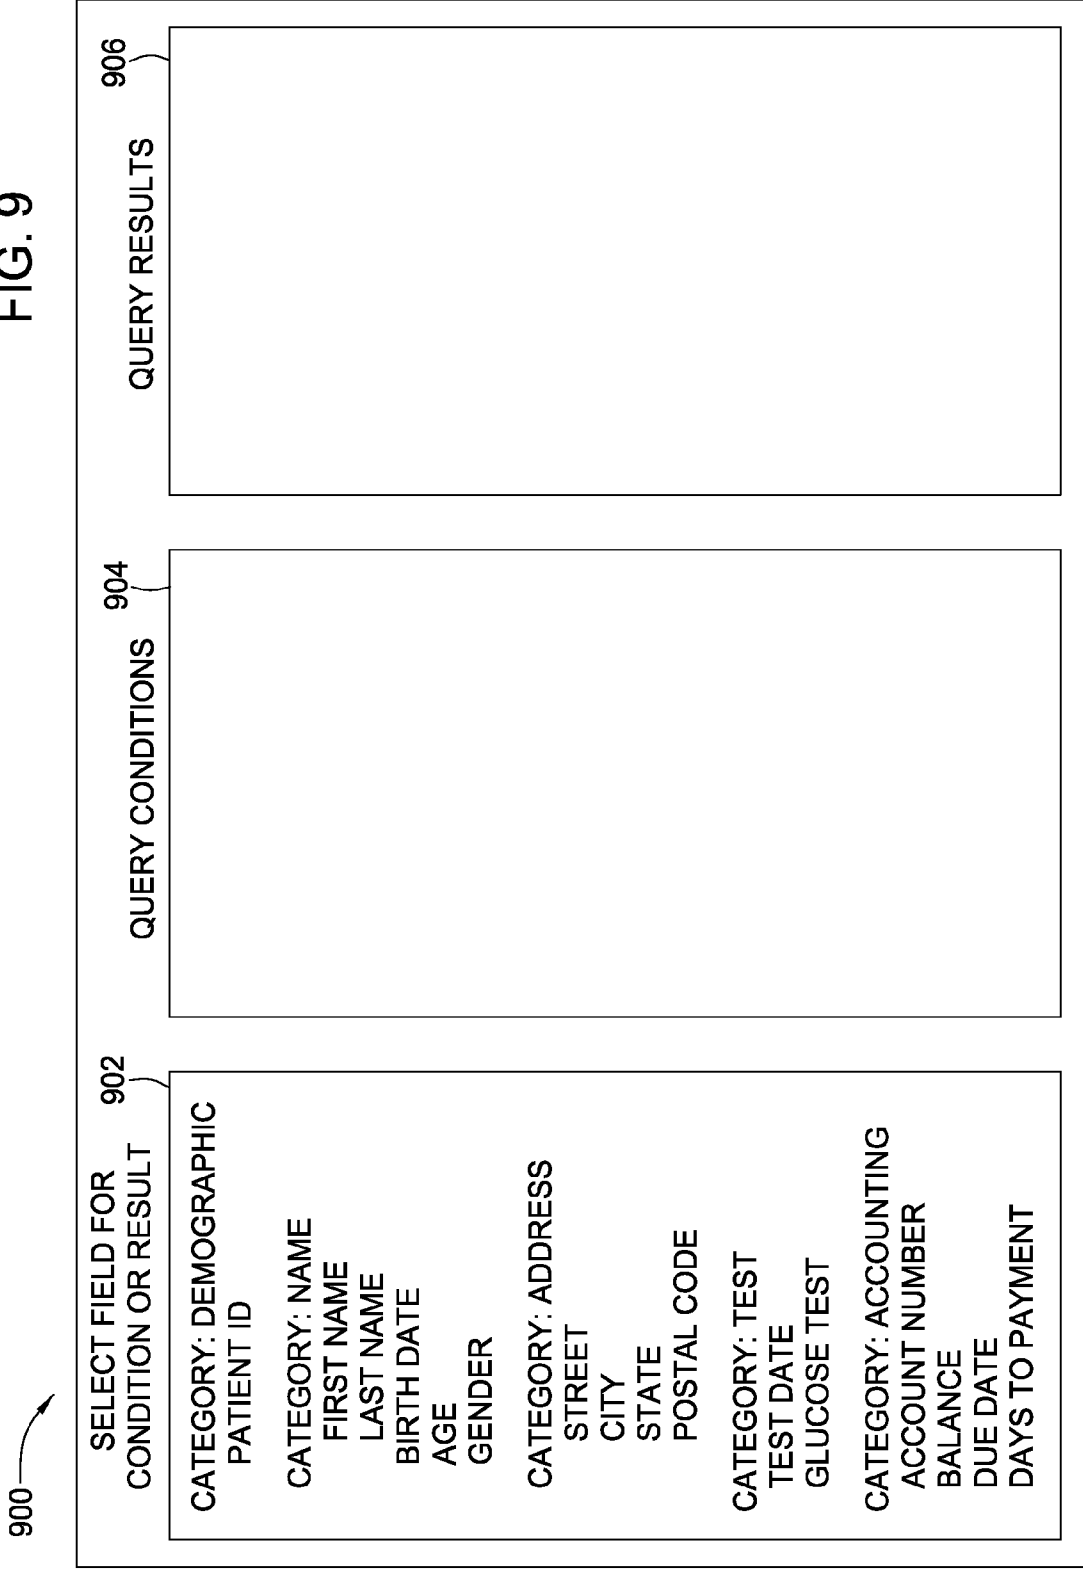 FIG. 9
900
SELECT FIELD FOR
CONDITION OR RESULT
902
CATEGORY: DEMOGRAPHIC
PATIENT ID
CATEGORY: NAME
FIRST NAME
LAST NAME
BIRTH DATE
AGE
GENDER
CATEGORY: ADDRESS
STREET
CITY
STATE
POSTAL CODE
CATEGORY: TEST
TEST DATE
GLUCOSE TEST
CATEGORY: ACCOUNTING
ACCOUNT NUMBER
BALANCE
DUE DATE
DAYS TO PAYMENT
QUERY CONDITIONS
904
QUERY RESULTS
906